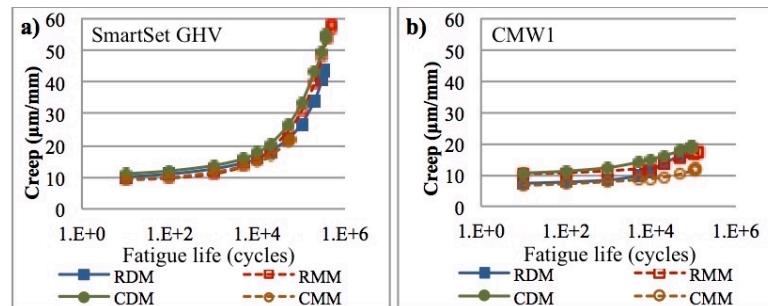 a) SmartSet GHV
Creep (µm/mm)
60
50
40
30
20
10
0
1.E+0 1.E+2 1.E+4 1.E+6
Fatigue life (cycles)
RDM RMM
CDM CMM
b) CMW1
Creep (µm/mm)
60
50
40
30
20
10
0
1.E+0 1.E+2 1.E+4 1.E+6
Fatigue life (cycles)
RDM RMM
CDM CMM